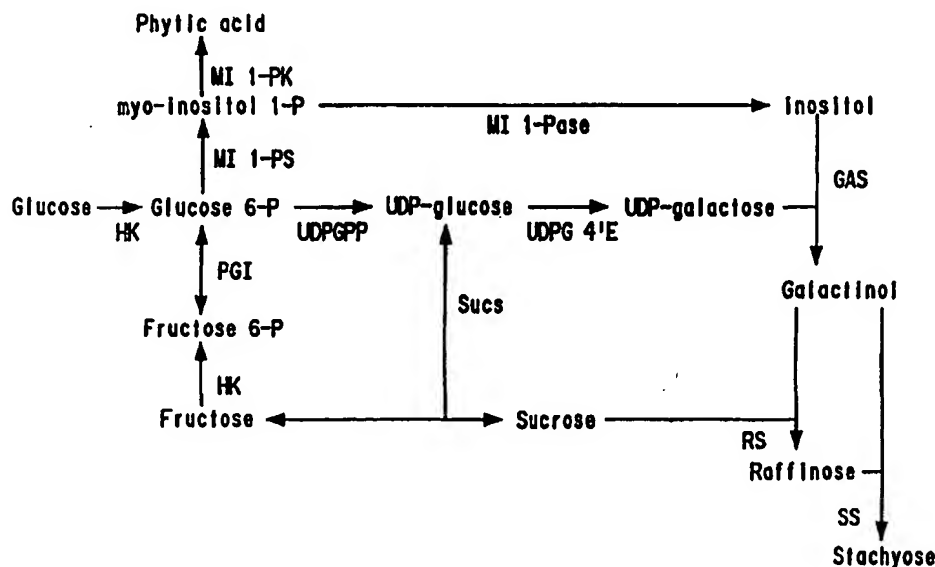 Phytic acid
MI 1-PK
myo-inositol 1-P
Inositol
MI 1-Pase
MI 1-PS
GAS
Glucose
Glucose 6-P
UDP-glucose
UDP-galactose
HK
UDPGPP
UDPG 4'E
PGI
Galactinol
Sucs
Fructose 6-P
HK
Fructose
Sucrose
RS
Raffinose
SS
Stachyose